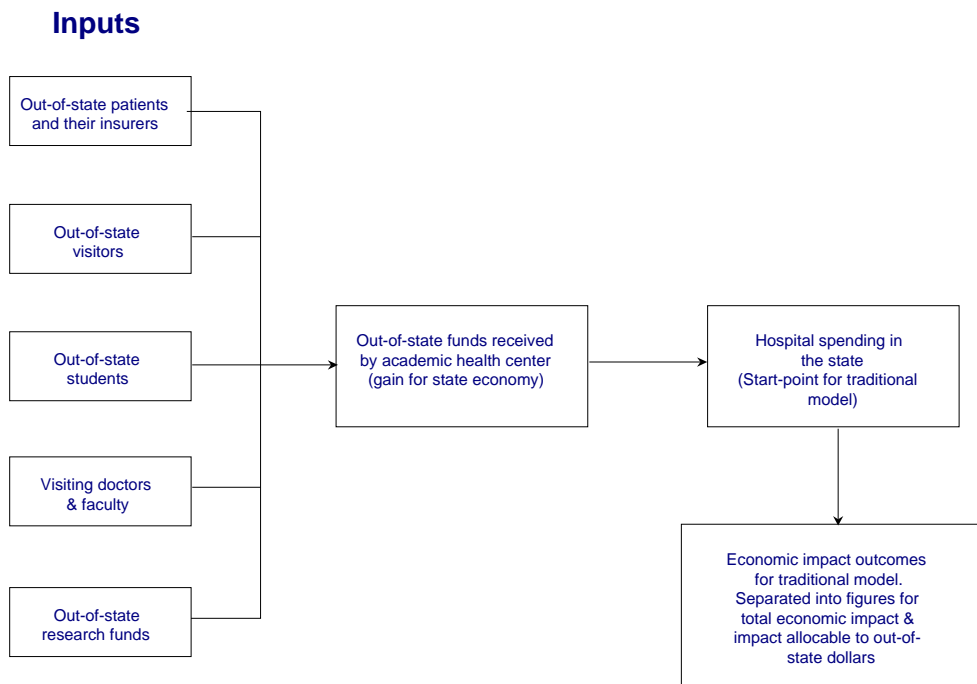 Inputs
Out-of-state patients
and their insurers
Out-of-state
visitors
Out-of-state
students
Visiting doctors
& faculty
Out-of-state
research funds
Out-of-state funds received
by academic health center
(gain for state economy)
Hospital spending in
the state
(Start-point for traditional
model)
Economic impact outcomes
for traditional model.
Separated into figures for
total economic impact &
impact allocable to out-of-
state dollars